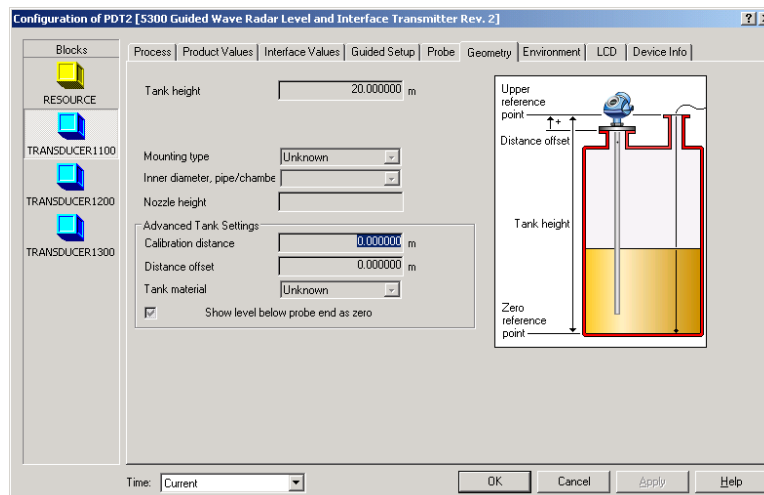 Configuration of PDT2 [5300 Guided Wave Radar Level and Interface Transmitter Rev. 2]
Blocks
RESOURCE
TRANSDUCER1100
TRANSDUCER1200
TRANSDUCER1300
Process Product Values Interface Values Guided Setup Probe Geometry Environment LCD Device Info
Tank height 20.000000 m
Mounting type Unknown
Inner diameter, pipe/chambe
Nozzle height
Advanced Tank Settings
Calibration distance 0.000000 m
Distance offset 0.000000 m
Tank material Unknown
Show level below probe end as zero
Upper
reference
point
+
Distance offset
Tank height
Zero
reference
point
Time: Current
OK Cancel Apply Help